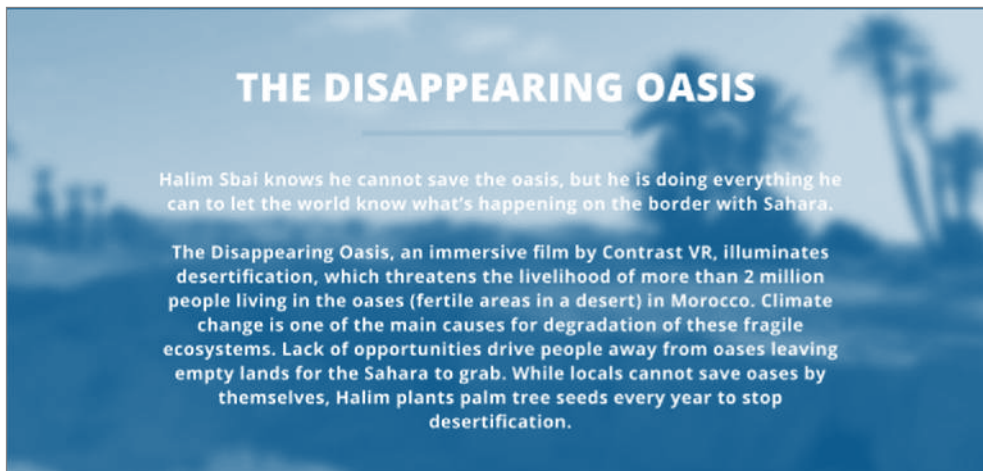 THE DISAPPEARING OASIS
Halim Sbai knows he cannot save the oasis, but he is doing everything he
can to let the world know what's happening on the border with Sahara.
The Disappearing Oasis, an immersive film by Contrast VR, illuminates
desertification, which threatens the livelihood of more than 2 million
people living in the oases (fertile areas in a desert) in Morocco. Climate
change is one of the main causes for degradation of these fragile
ecosystems. Lack of opportunities drive people away from oases leaving
empty lands for the Sahara to grab. While locals cannot save oases by
themselves, Halim plants palm tree seeds every year to stop
desertification.